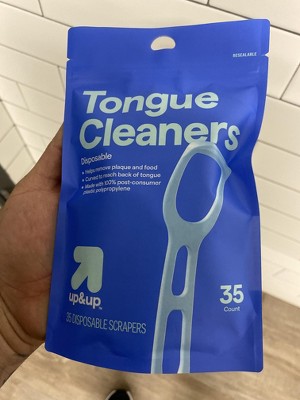 RESEALABLE
Tongue
Cleaners
Disposable
• Helps remove plaque and food
• Curved to reach back of tongue
• Made with 100% post-consumer
plastic polypropylene
up&up™
35
Count
35 DISPOSABLE SCRAPERS